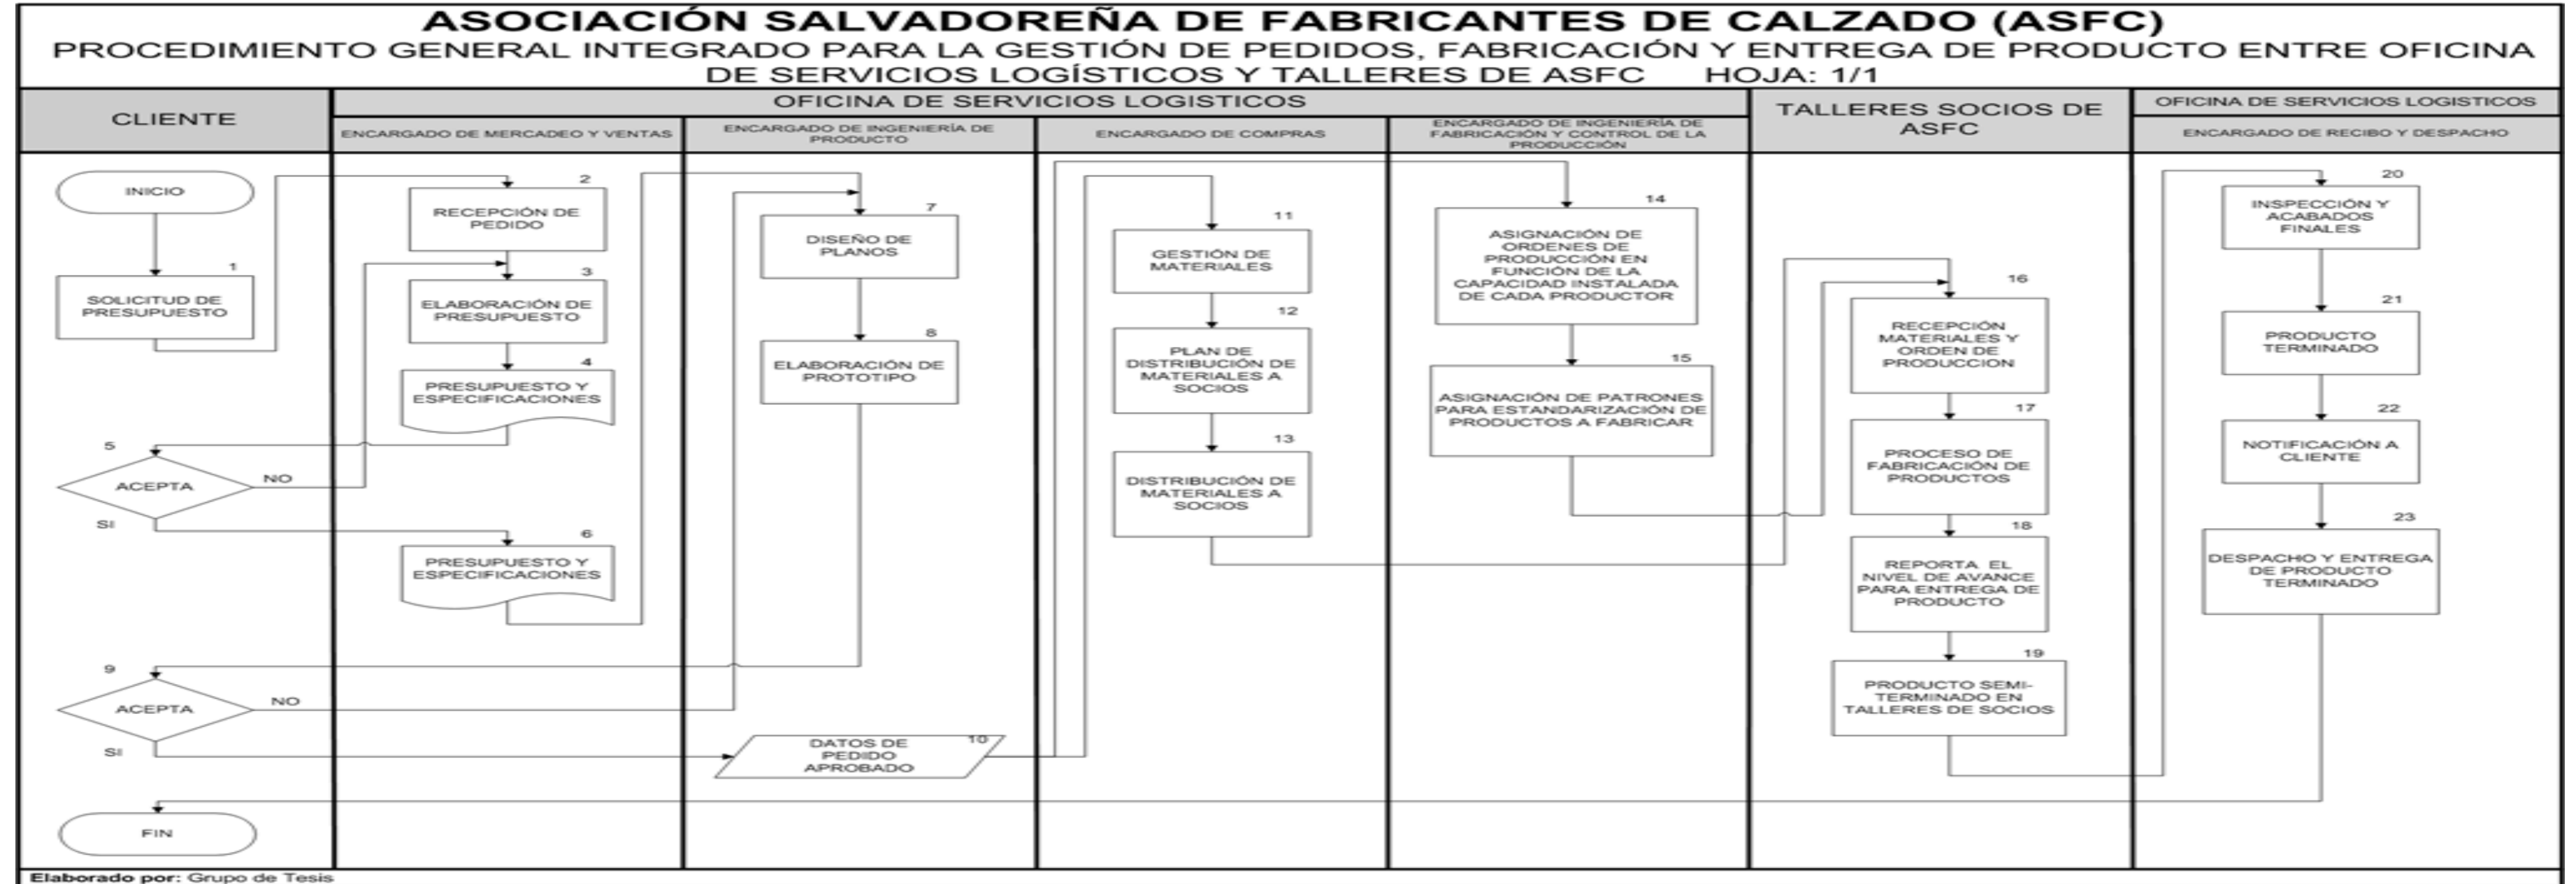 ASOCIACIÓN SALVADOREÑA DE FABRICANTES DE CALZADO (ASFC)
PROCEDIMIENTO GENERAL INTEGRADO PARA LA GESTIÓN DE PEDIDOS, FABRICACIÓN Y ENTREGA DE PRODUCTO ENTRE OFICINA
DE SERVICIOS LOGÍSTICOS Y TALLERES DE ASFC HOJA: 1/1
CLIENTE
OFICINA DE SERVICIOS LOGISTICOS
ENCARGADO DE MERCADEO Y VENTAS
ENCARGADO DE INGENIERÍA DE
PRODUCTO
ENCARGADO DE COMPRAS
ENCARGADO DE INGENIERÍA DE
FABRICACIÓN Y CONTROL DE LA
PRODUCCIÓN
TALLERES SOCIOS DE
ASFC
OFICINA DE SERVICIOS LOGISTICOS
ENCARGADO DE RECIBO Y DESPACHO
INICIO
1
SOLICITUD DE
PRESUPUESTO
5
ACEPTA
NO
SI
9
ACEPTA
NO
SI
FIN
2
RECEPCIÓN DE
PEDIDO
3
ELABORACIÓN DE
PRESUPUESTO
4
PRESUPUESTO Y
ESPECIFICACIONES
6
PRESUPUESTO Y
ESPECIFICACIONES
7
DISEÑO DE
PLANOS
8
ELABORACIÓN DE
PROTOTIPO
10
DATOS DE
PEDIDO
APROBADO
11
GESTIÓN DE
MATERIALES
12
PLAN DE
DISTRIBUCIÓN DE
MATERIALES A
SOCIOS
13
DISTRIBUCIÓN DE
MATERIALES A
SOCIOS
14
ASIGNACIÓN DE
ORDENES DE
PRODUCCIÓN EN
FUNCIÓN DE LA
CAPACIDAD INSTALADA
DE CADA PRODUCTOR
15
ASIGNACIÓN DE PATRONES
PARA ESTANDARIZACIÓN DE
PRODUCTOS A FABRICAR
16
RECEPCIÓN
MATERIALES Y
ORDEN DE
PRODUCCION
17
PROCESO DE
FABRICACIÓN DE
PRODUCTOS
18
REPORTA EL
NIVEL DE AVANCE
PARA ENTREGA DE
PRODUCTO
19
PRODUCTO SEMI-
TERMINADO EN
TALLERES DE SOCIOS
20
INSPECCIÓN Y
ACABADOS
FINALES
21
PRODUCTO
TERMINADO
22
NOTIFICACIÓN A
CLIENTE
23
DESPACHO Y ENTREGA
DE PRODUCTO
TERMINADO
Elaborado por: Grupo de Tesis